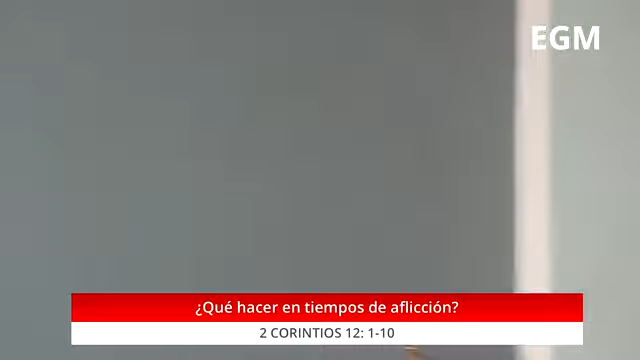 EGM
¿Qué hacer en tiempos de aflicción?
2 CORINTIOS 12: 1-10